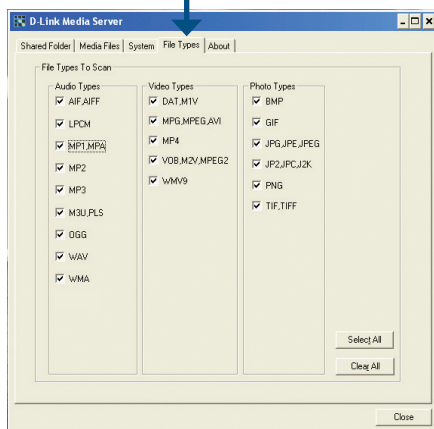 D-Link Media Server
Shared Folder | Media Files | System | File Types | About
File Types To Scan
Audio Types
AIF,AIFF
LPCM
MP1,MPA
MP2
MP3
M3U,PLS
OGG
WAV
WMA
Video Types
DAT,M1V
MPG,MPEG,AVI
MP4
VOB,M2V,MPEG2
WMV9
Photo Types
BMP
GIF
JPG,JPE,JPEG
JP2,JPC,J2K
PNG
TIF,TIFF
Select All
Clear All
Close